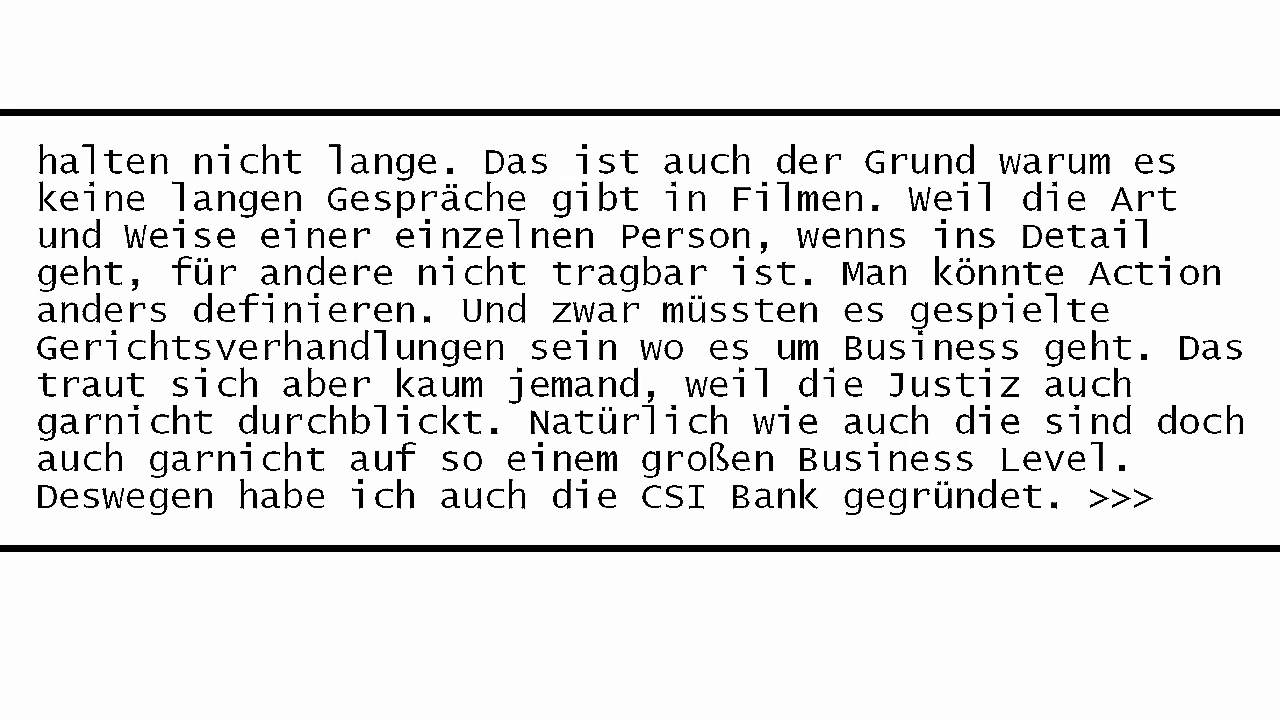 halten nicht lange. Das ist auch der Grund warum es
keine langen Gespräche gibt in Filmen. Weil die Art
und Weise einer einzelnen Person, wenns ins Detail
geht, für andere nicht tragbar ist. Man könnte Action
anders definieren. Und zwar müssten es gespielte
Gerichtsverhandlungen sein wo es um Business geht. Das
traut sich aber kaum jemand, weil die Justiz auch
garnicht durchblickt. Natürlich wie auch die sind doch
auch garnicht auf so einem großen Business Level.
Deswegen habe ich auch die CSI Bank gegründet. >>>